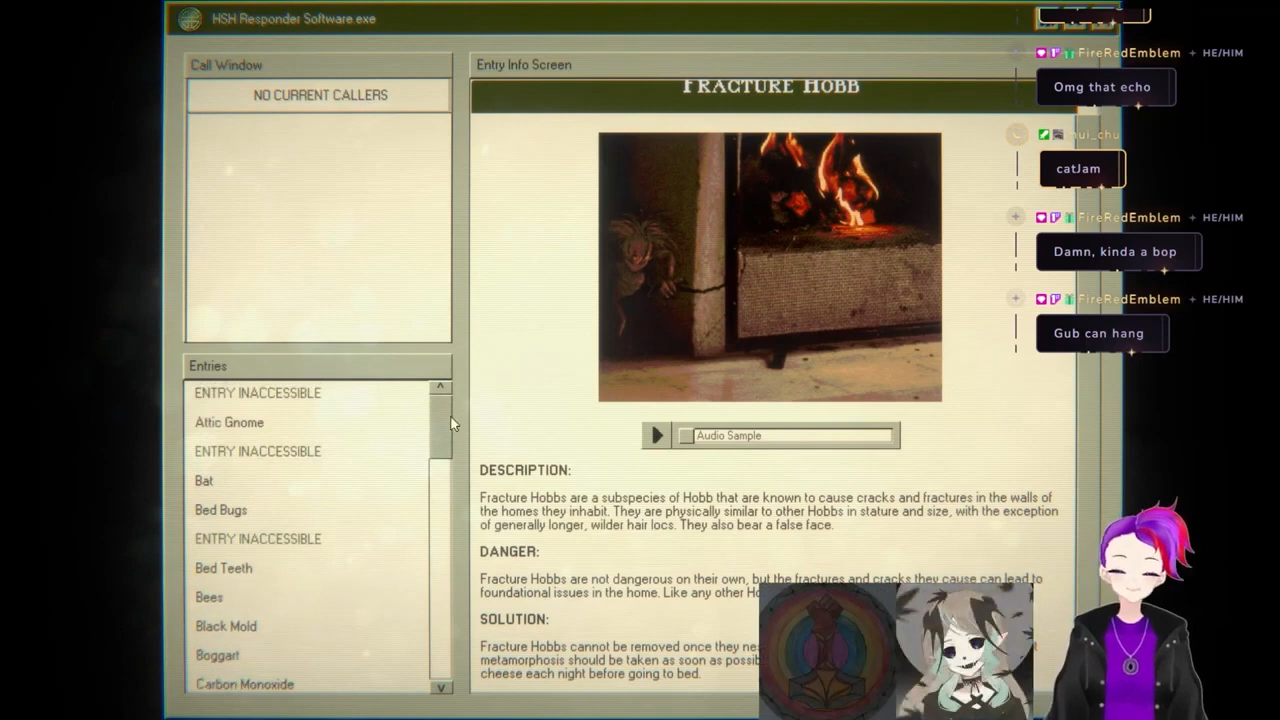 HSH Responder Software.exe
Call Window
NO CURRENT CALLERS
Entries
ENTRY INACCESSIBLE
Attic Gnome
ENTRY INACCESSIBLE
Bat
Bed Bugs
ENTRY INACCESSIBLE
Bed Teeth
Bees
Black Mold
Boggart
Carbon Monoxide
Entry Info Screen
FRACTURE HOBB
Audio Sample
DESCRIPTION:
Fracture Hobbs are a subspecies of Hobb that are known to cause cracks and fractures in the walls of
the homes they inhabit. They are physically similar to other Hobbs in stature and size, with the exception
of generally longer, wilder hair locs. They also bear a false face.
DANGER:
Fracture Hobbs are not dangerous on their own, but the fractures and cracks they cause can lead to
foundational issues in the home. Like any other
SOLUTION:
Fracture Hobbs cannot be removed once they
metamorphosis should be taken as soon as
cheese each night before going to bed.
FireRedEmblem HE/HIM
Omg that echo
catJam
FireRedEmblem HE/HIM
Damn, kinda a bop
FireRedEmblem HE/HIM
Gub can hang